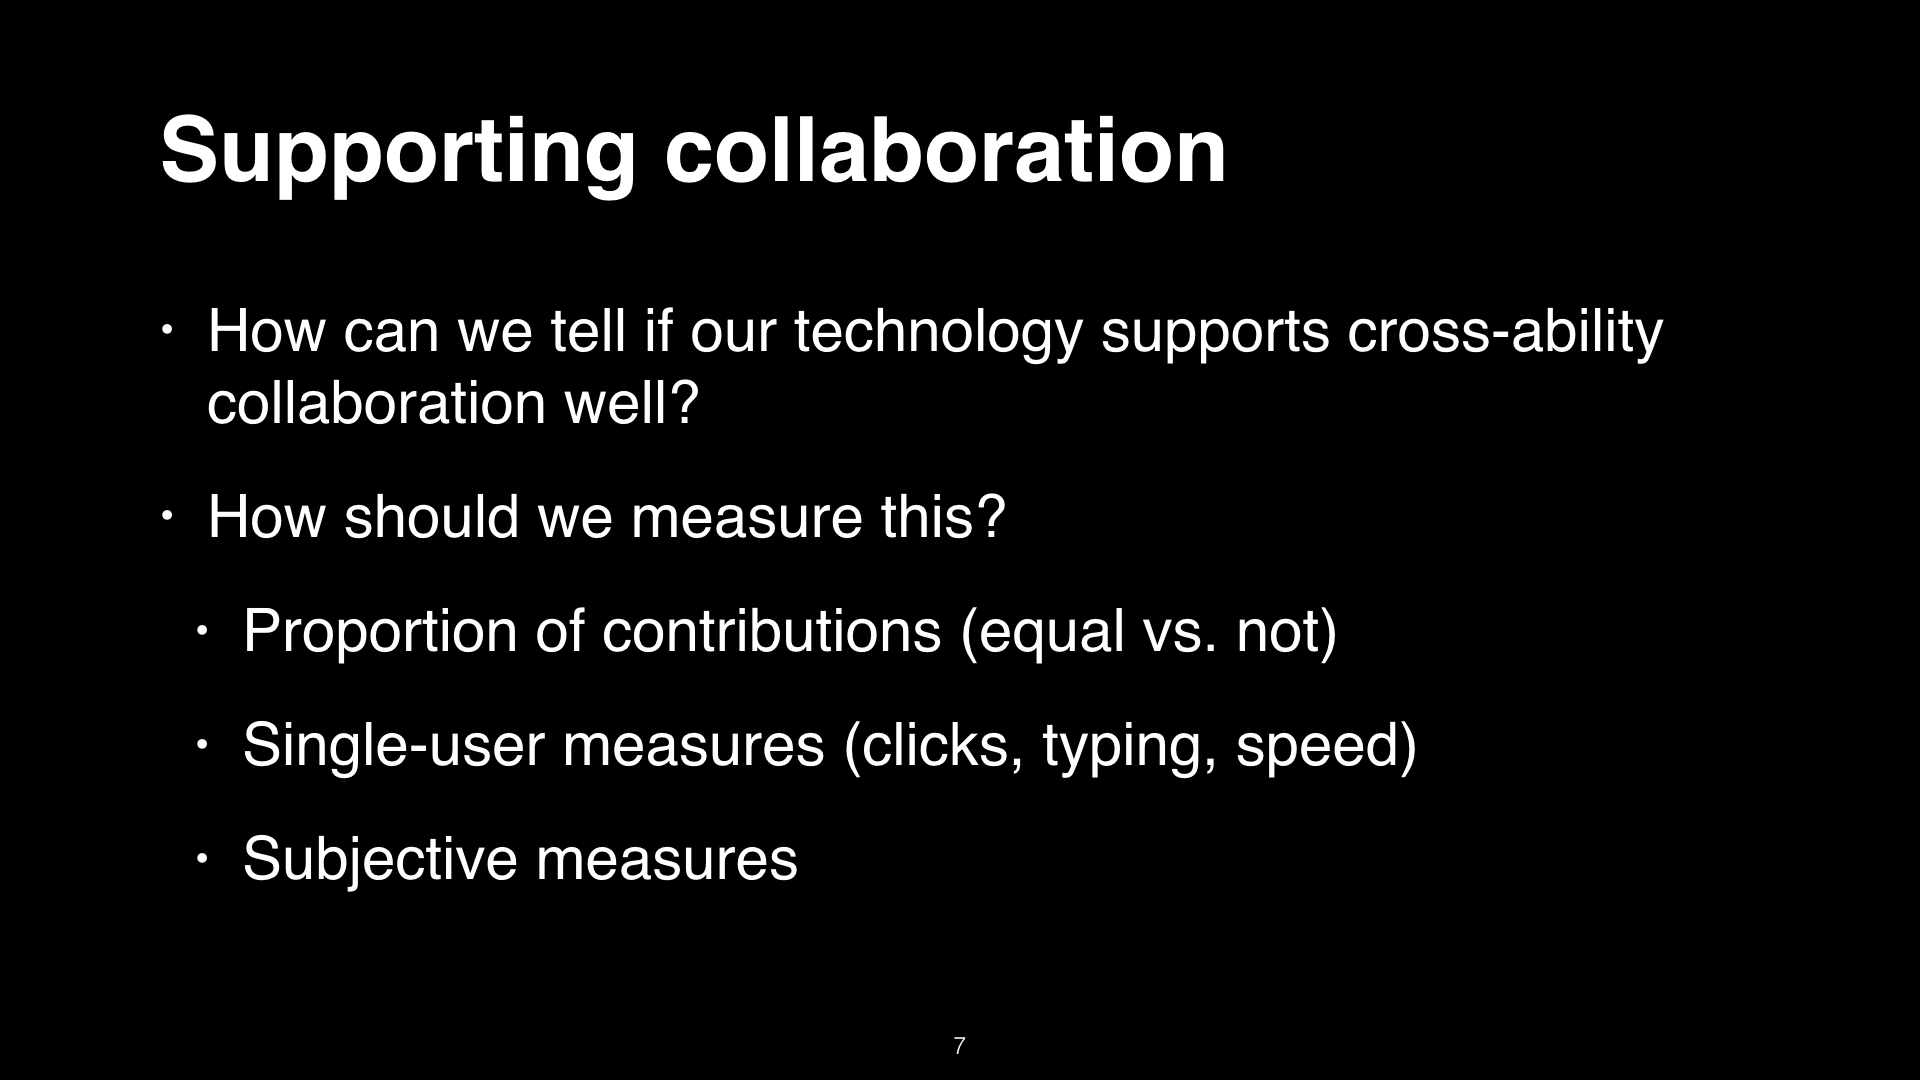 Supporting collaboration
• How can we tell if our technology supports cross-ability
collaboration well?
• How should we measure this?
• Proportion of contributions (equal vs. not)
• Single-user measures (clicks, typing, speed)
• Subjective measures
7